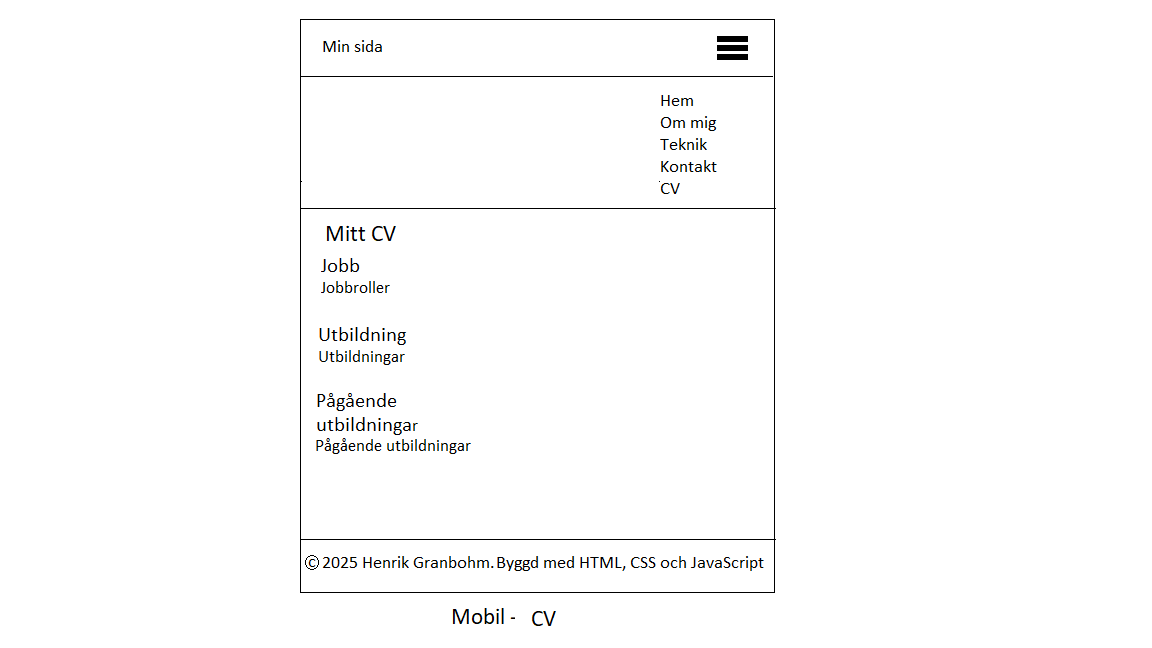 Min sida
Hem
Om mig
Teknik
Kontakt
CV
Mitt CV
Jobb
Jobbroller
Utbildning
Utbildningar
Pågående
utbildningar
Pågående utbildningar
© 2025 Henrik Granbohm. Byggd med HTML, CSS och JavaScript
Mobil - CV